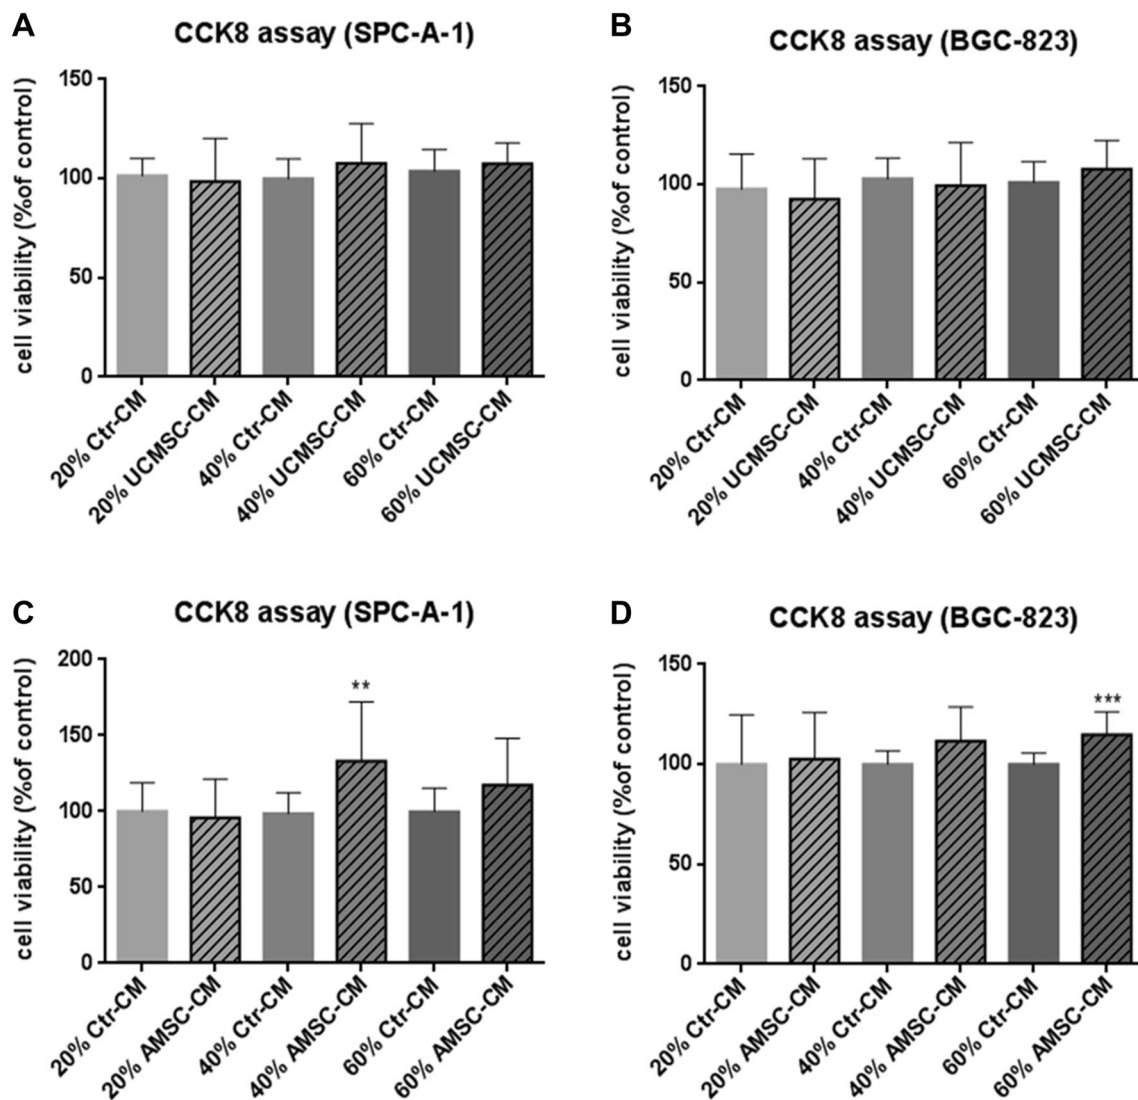 A
CCK8 assay (SPC-A-1)
cell viability (%of control)
150
100
50
0
20% Ctr-CM
20% UCMSC-CM
40% Ctr-CM
40% UCMSC-CM
60% Ctr-CM
60% UCMSC-CM
B
CCK8 assay (BGC-823)
cell viability (%of control)
150
100
50
0
20% Ctr-CM
20% UCMSC-CM
40% Ctr-CM
40% UCMSC-CM
60% Ctr-CM
60% UCMSC-CM
C
CCK8 assay (SPC-A-1)
cell viability (%of control)
200
150
100
50
0
**
20% Ctr-CM
20% AMSC-CM
40% Ctr-CM
40% AMSC-CM
60% Ctr-CM
60% AMSC-CM
D
CCK8 assay (BGC-823)
cell viability (%of control)
150
100
50
0
***
20% Ctr-CM
20% AMSC-CM
40% Ctr-CM
40% AMSC-CM
60% Ctr-CM
60% AMSC-CM